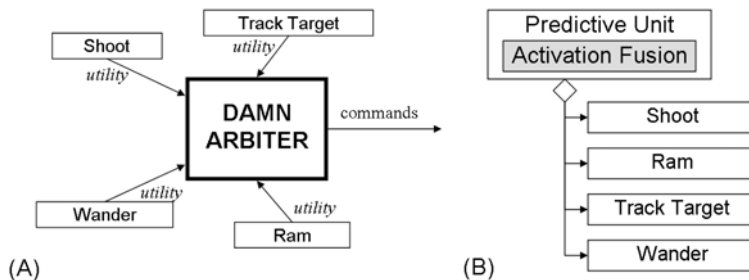 Track Target
Shoot
utility
utility
DAMN
ARBITER
commands
utility
utility
Wander
Ram
(A)
Predictive Unit
Activation Fusion
Shoot
Ram
Track Target
Wander
(B)